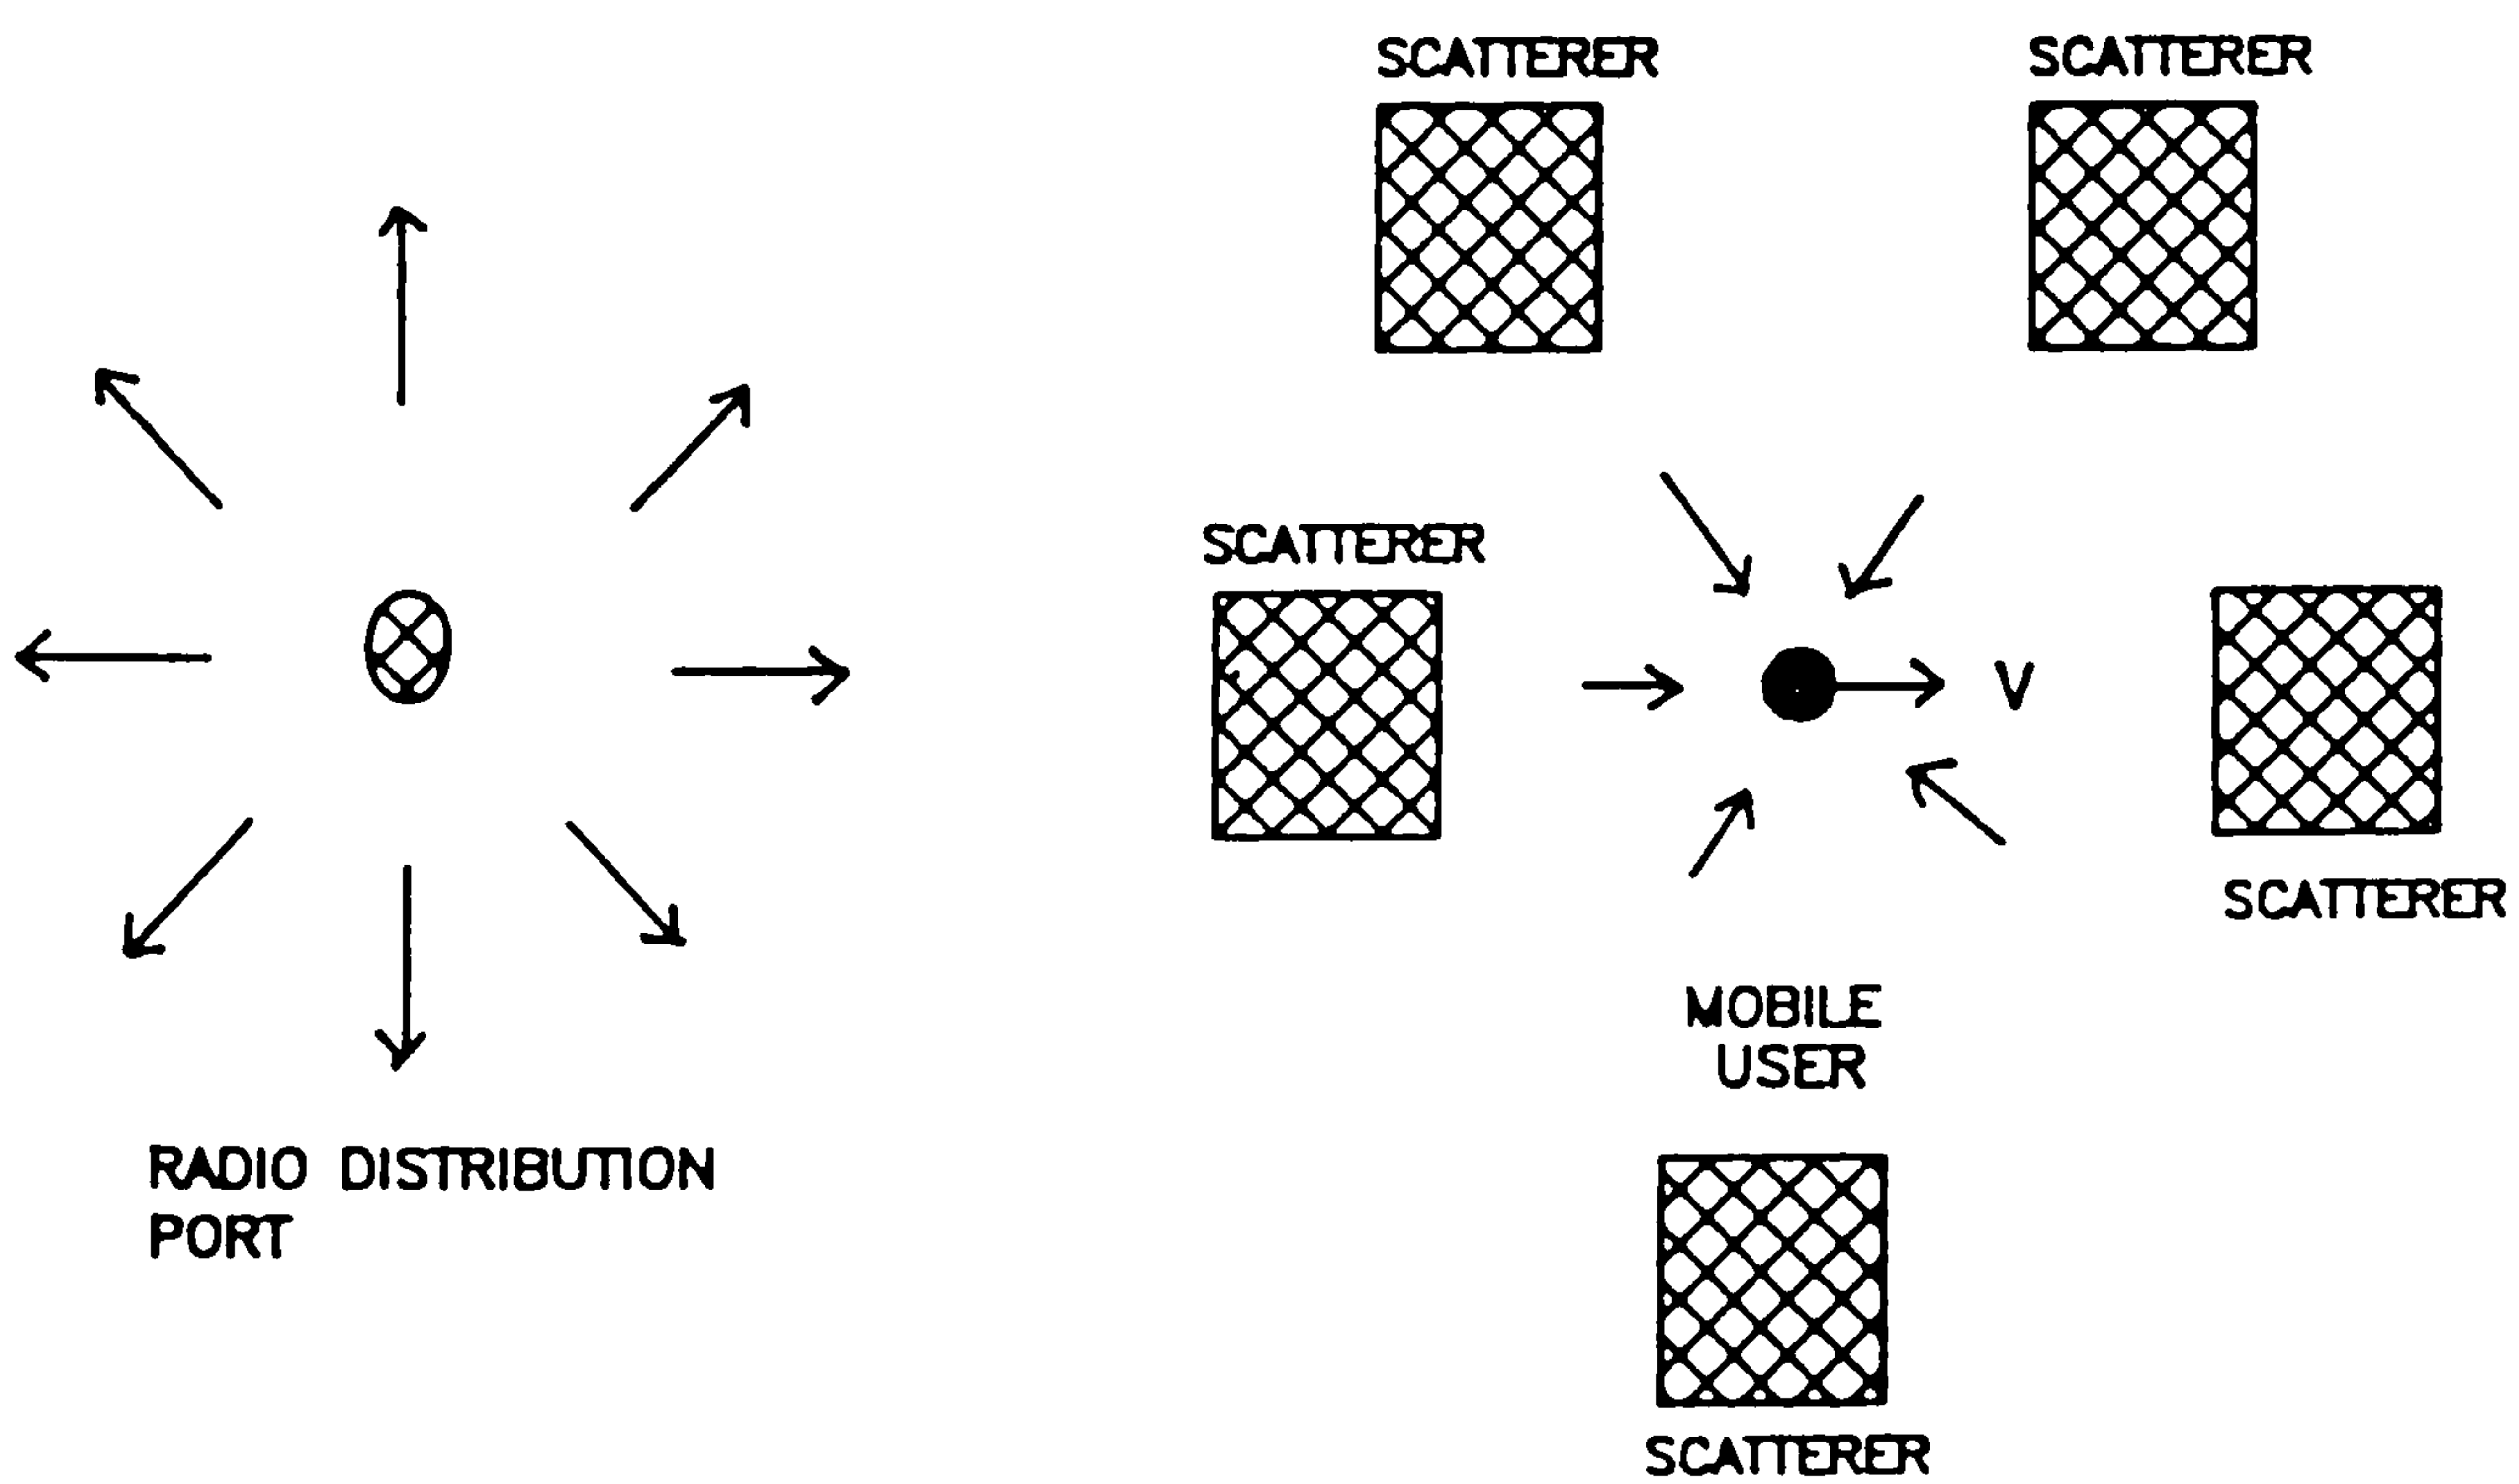 SCATTERER
SCATTERER
SCATTERER
V
SCATTERER
MOBILE
USER
RADIO DISTRIBUTION
PORT
SCATTERER